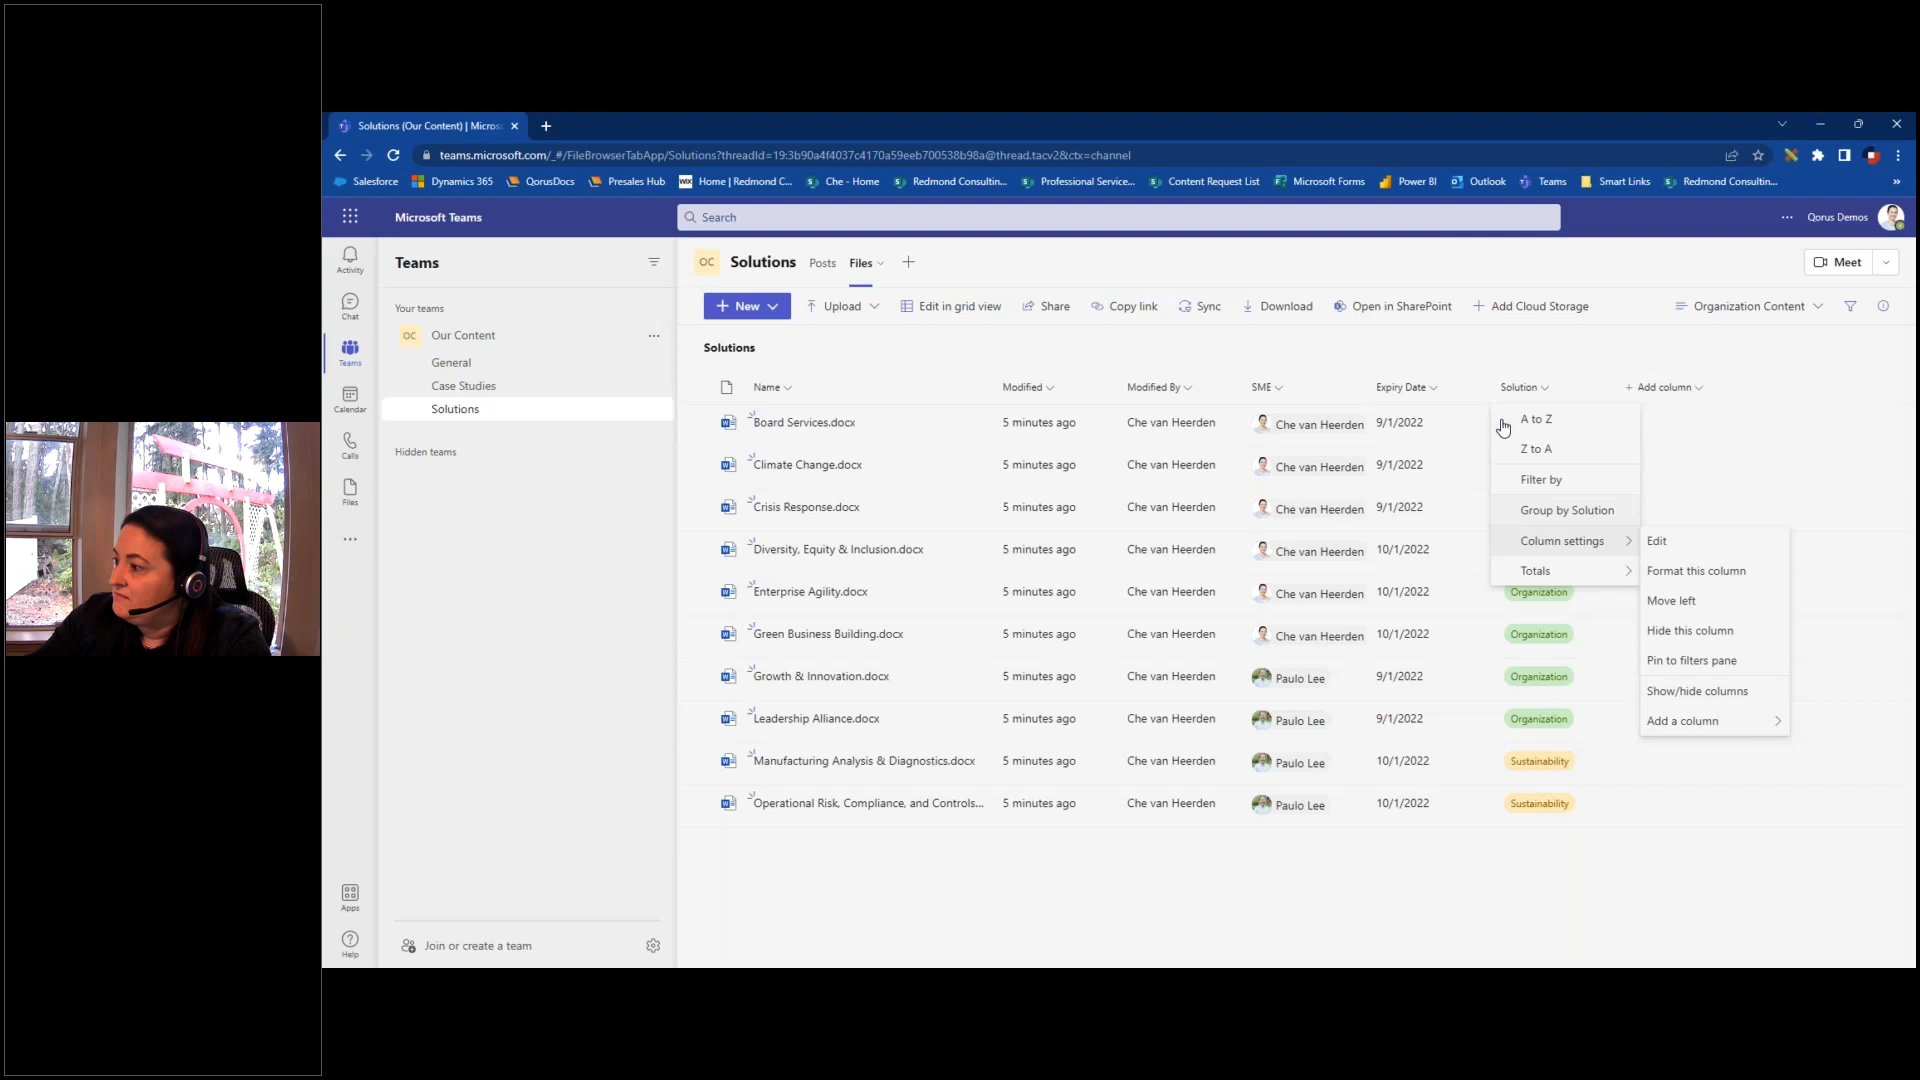 Solutions (Our Content) | Micros
teams.microsoft.com/_#/FileBrowserTabApp/Solutions?threadId=19:3b90a4f4037c4170a59eeb700538b98a@thread.tacv2&ctx=channel
Salesforce Dynamics 365 QorusDocs Presales Hub Home | Redmond C... Che - Home Redmond Consultin... Professional Service... Content Request List Microsoft Forms Power BI Outlook Teams Smart Links Redmond Consultin... »
Microsoft Teams Search Qorus Demos
Activity
Chat
Teams
Calendar
Calls
Files
Apps
Help
Teams
Your teams
OC Our Content
General
Case Studies
Solutions
Hidden teams
Join or create a team
OC Solutions Posts Files Meet
New Upload Edit in grid view Share Copy link Sync Download Open in SharePoint Add Cloud Storage Organization Content
Solutions
Name Modified Modified By SME Expiry Date Solution + Add column
Board Services.docx 5 minutes ago Che van Heerden Che van Heerden 9/1/2022
Climate Change.docx 5 minutes ago Che van Heerden Che van Heerden 9/1/2022
Crisis Response.docx 5 minutes ago Che van Heerden Che van Heerden 9/1/2022
Diversity, Equity & Inclusion.docx 5 minutes ago Che van Heerden Che van Heerden 10/1/2022
Enterprise Agility.docx 5 minutes ago Che van Heerden Che van Heerden 10/1/2022 Organization
Green Business Building.docx 5 minutes ago Che van Heerden Che van Heerden 10/1/2022 Organization
Growth & Innovation.docx 5 minutes ago Che van Heerden Paulo Lee 9/1/2022 Organization
Leadership Alliance.docx 5 minutes ago Che van Heerden Paulo Lee 9/1/2022 Organization
Manufacturing Analysis & Diagnostics.docx 5 minutes ago Che van Heerden Paulo Lee 10/1/2022 Sustainability
Operational Risk, Compliance, and Controls... 5 minutes ago Che van Heerden Paulo Lee 10/1/2022 Sustainability
A to Z
Z to A
Filter by
Group by Solution
Column settings
Totals
Edit
Format this column
Move left
Hide this column
Pin to filters pane
Show/hide columns
Add a column